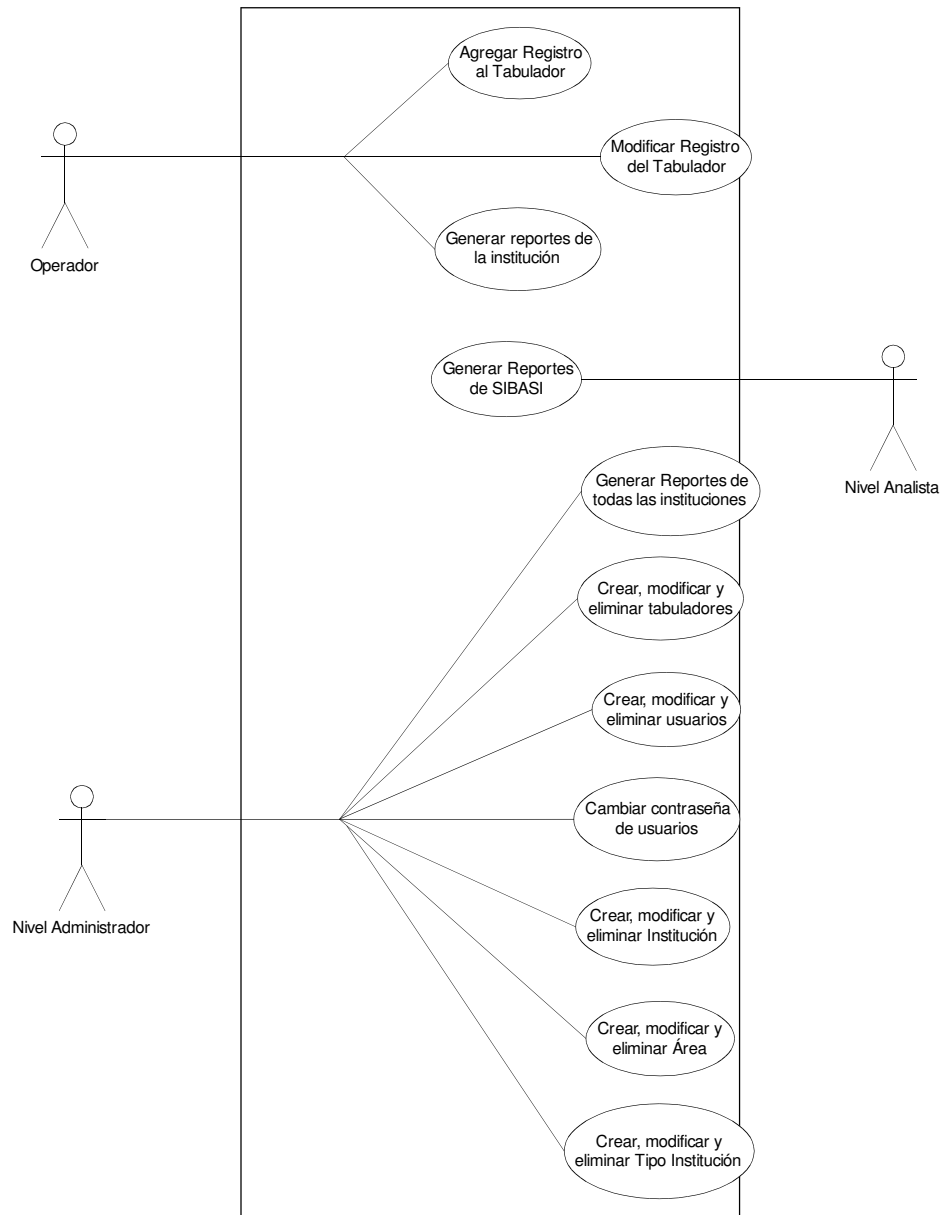 Agregar Registro
al Tabulador
Modificar Registro
del Tabulador
Operador
Generar reportes de
la institución
Generar Reportes
de SIBASI
Nivel Analista
Generar Reportes de
todas las instituciones
Crear, modificar y
eliminar tabuladores
Crear, modificar y
eliminar usuarios
Cambiar contraseña
de usuarios
Nivel Administrador
Crear, modificar y
eliminar Institución
Crear, modificar y
eliminar Área
Crear, modificar y
eliminar Tipo Institución